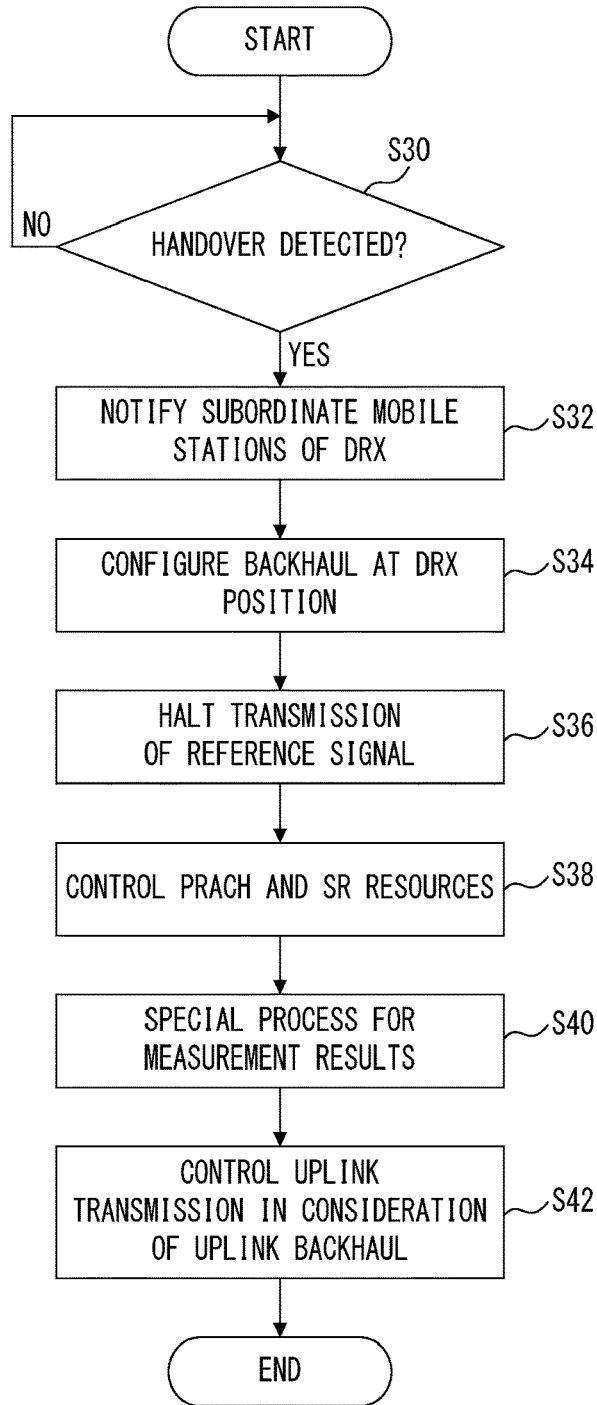 START
S30
HANDOVER DETECTED?
NO
YES
NOTIFY SUBORDINATE MOBILE
STATIONS OF DRX
S32
CONFIGURE BACKHAUL AT DRX
POSITION
S34
HALT TRANSMISSION
OF REFERENCE SIGNAL
S36
CONTROL PRACH AND SR RESOURCES
S38
SPECIAL PROCESS FOR
MEASUREMENT RESULTS
S40
CONTROL UPLINK
TRANSMISSION IN CONSIDERATION
OF UPLINK BACKHAUL
S42
END